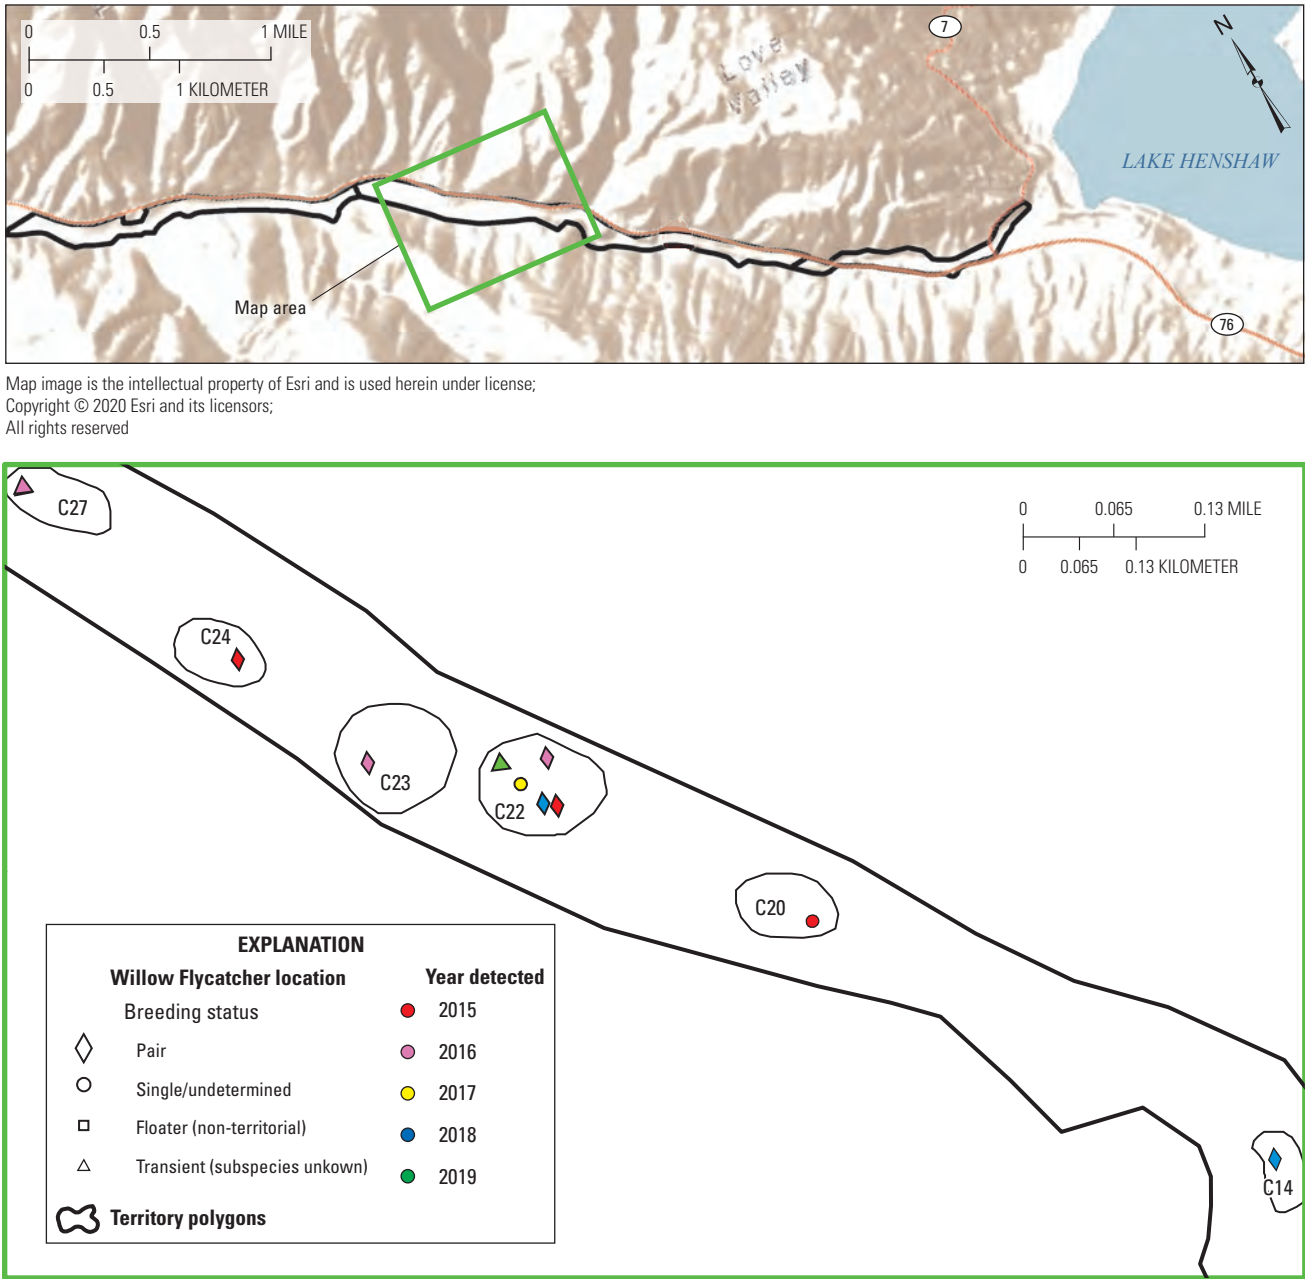 0 0.5 1 MILE
0 0.5 1 KILOMETER
Love
Valley
7
N
LAKE HENSHAW
Map area
76
Map image is the intellectual property of Esri and is used herein under license;
Copyright © 2020 Esri and its licensors;
All rights reserved
C27
0 0.065 0.13 MILE
0 0.065 0.13 KILOMETER
C24
C23
C22
C20
C14
EXPLANATION
Willow Flycatcher location
Breeding status
Pair
Single/undetermined
Floater (non-territorial)
Transient (subspecies unkown)
Territory polygons
Year detected
2015
2016
2017
2018
2019